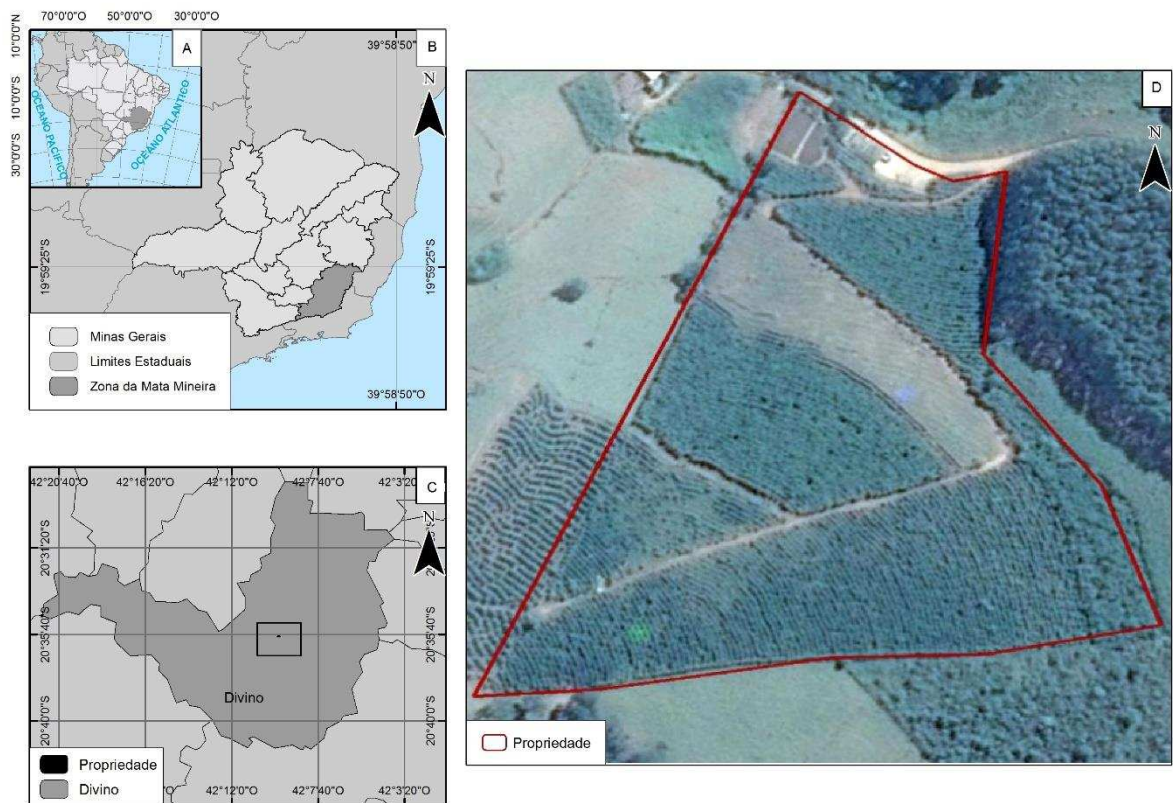 70°0'0"O 50°0'0"O 30°0'0"O
10°0'0"N
10°0'0"S
30°0'0"S
A
OCEANO PACÍFICO
OCEANO ATLÂNTICO
39°58'50"O
B
N
19°59'25"S
19°59'25"S
Minas Gerais
Limites Estaduais
Zona da Mata Mineira
39°58'50"O
D
N
Propriedade
C
42°20'40"O 42°16'20"O 42°12'0"O 42°7'40"O 42°3'20"O
N
20°31'20"S
20°35'40"S
20°35'40"S
20°40'0"S
20°40'0"S
Divino
Propriedade
Divino
42°12'0"O 42°7'40"O 42°3'20"O